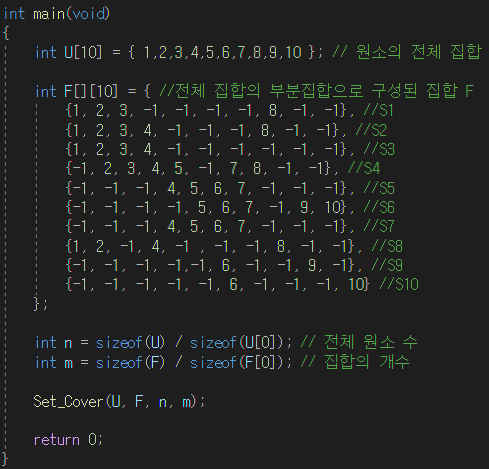 int main(void)
{
int U[10] = { 1,2,3,4,5,6,7,8,9,10 }; // 원소의 전체 집합
int F[][10] = { //전체 집합의 부분집합으로 구성된 집합 F
{1, 2, 3, -1, -1, -1, -1, 8, -1, -1}, //S1
{1, 2, 3, 4, -1, -1, -1, 8, -1, -1}, //S2
{1, 2, 3, 4, -1, -1, -1, -1, -1, -1}, //S3
{-1, 2, 3, 4, 5, -1, 7, 8, -1, -1}, //S4
{-1, -1, -1, 4, 5, 6, 7, -1, -1, -1}, //S5
{-1, -1, -1, -1, 5, 6, 7, -1, 9, 10}, //S6
{-1, -1, -1, 4, 5, 6, 7, -1, -1, -1}, //S7
{1, 2, -1, 4, -1 , -1, -1, 8, -1, -1}, //S8
{-1, -1, -1, -1,-1, 6, -1, -1, 9, -1}, //S9
{-1, -1, -1, -1, -1, 6, -1, -1, -1, 10} //S10
};
int n = sizeof(U) / sizeof(U[0]); // 전체 원소 수
int m = sizeof(F) / sizeof(F[0]); // 집합의 개수
Set_Cover(U, F, n, m);
return 0;
}